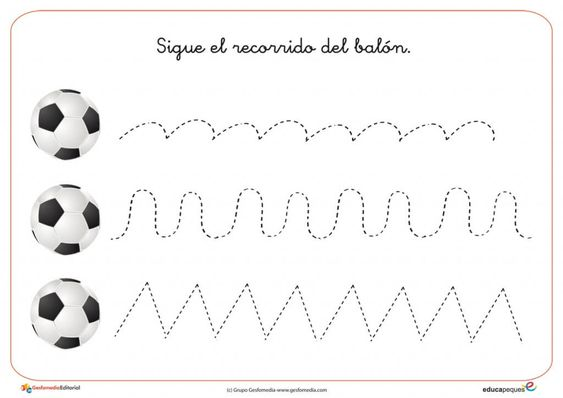 Sigue el recorrido del balón.
GesfomediaEditorial
(c) Grupo Gesfomedia-www.gesfomedia.com
educapeques